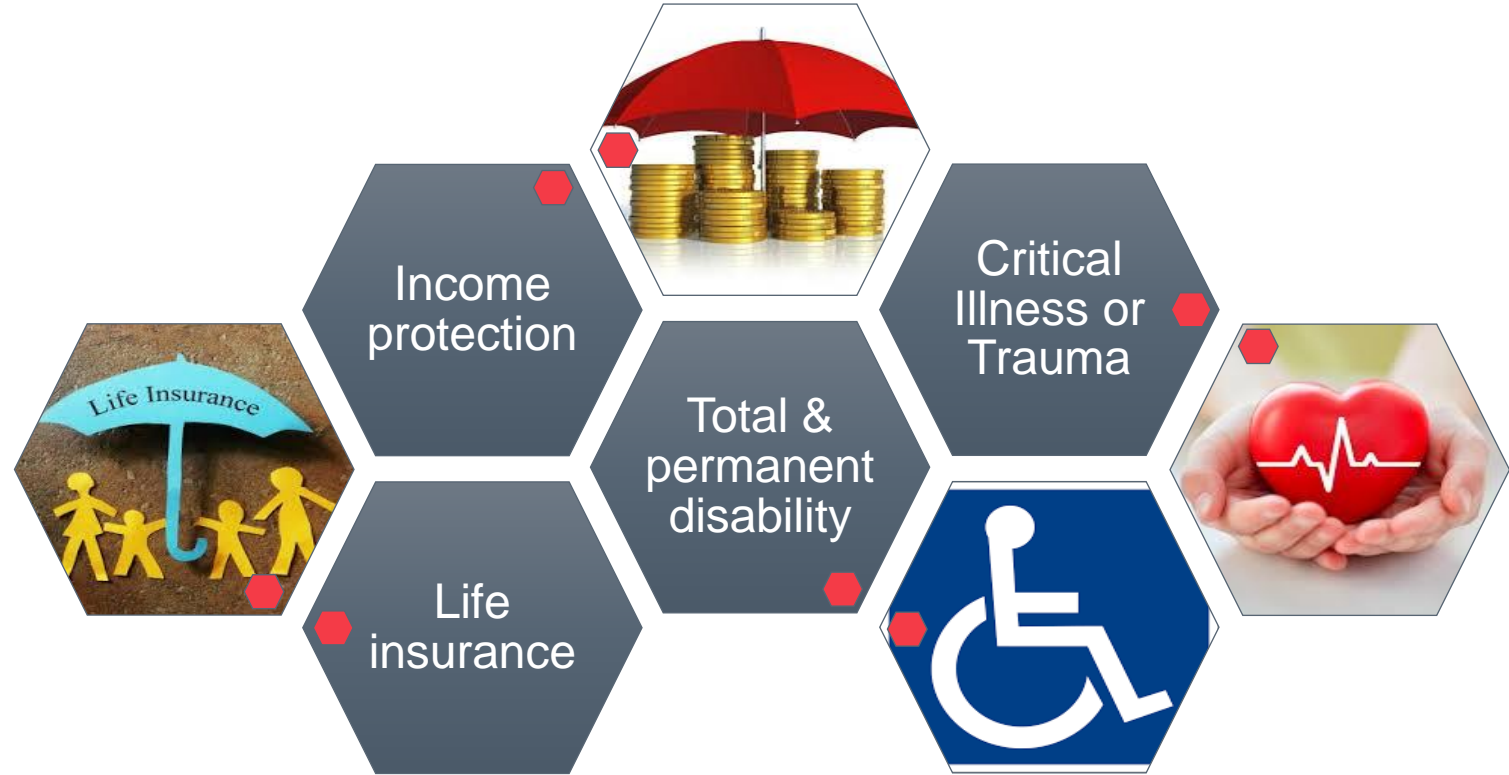 Income
protection
Critical
Illness or
Trauma
Life Insurance
Total &
permanent
disability
Life
insurance